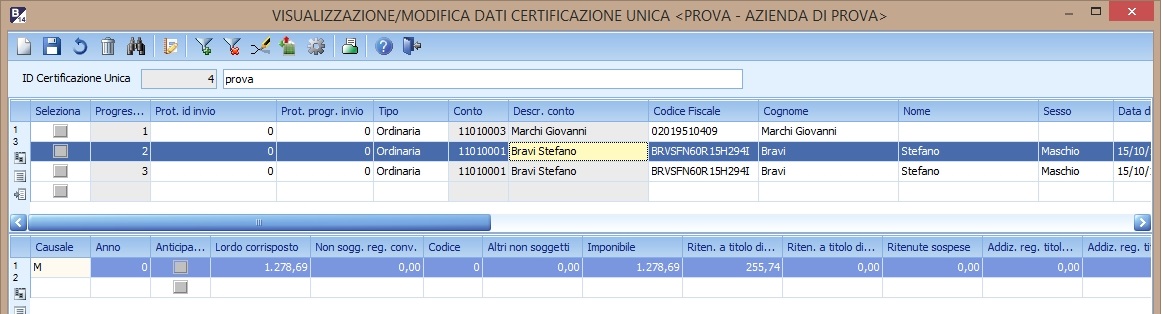 B
14
VISUALIZZAZIONE/MODIFICA DATI CERTIFICAZIONE UNICA <PROVA - AZIENDA DI PROVA>
ID Certificazione Unica 4 prova
Seleziona Progres... Prot. id invio Prot. progr. invio Tipo Conto Descr. conto Codice Fiscale Cognome Nome Sesso Data d
1 0 0 Ordinaria 11010003 Marchi Giovanni 02019510409 Marchi Giovanni
2 0 0 Ordinaria 11010001 Bravi Stefano BRVSFN60R15H294I Bravi Stefano Maschio 15/10/
3 0 0 Ordinaria 11010001 Bravi Stefano BRVSFN60R15H294I Bravi Stefano Maschio 15/10/
1
3
Causale Anno Anticipa... Lordo corrisposto Non sogg. reg. conv. Codice Altri non soggetti Imponibile Riten. a titolo di... Riten. a titolo di... Ritenute sospese Addiz. reg. titol... Addiz. reg. ti
M 0 1.278,69 0,00 0 0,00 1.278,69 255,74 0,00 0,00 0,00
1
2